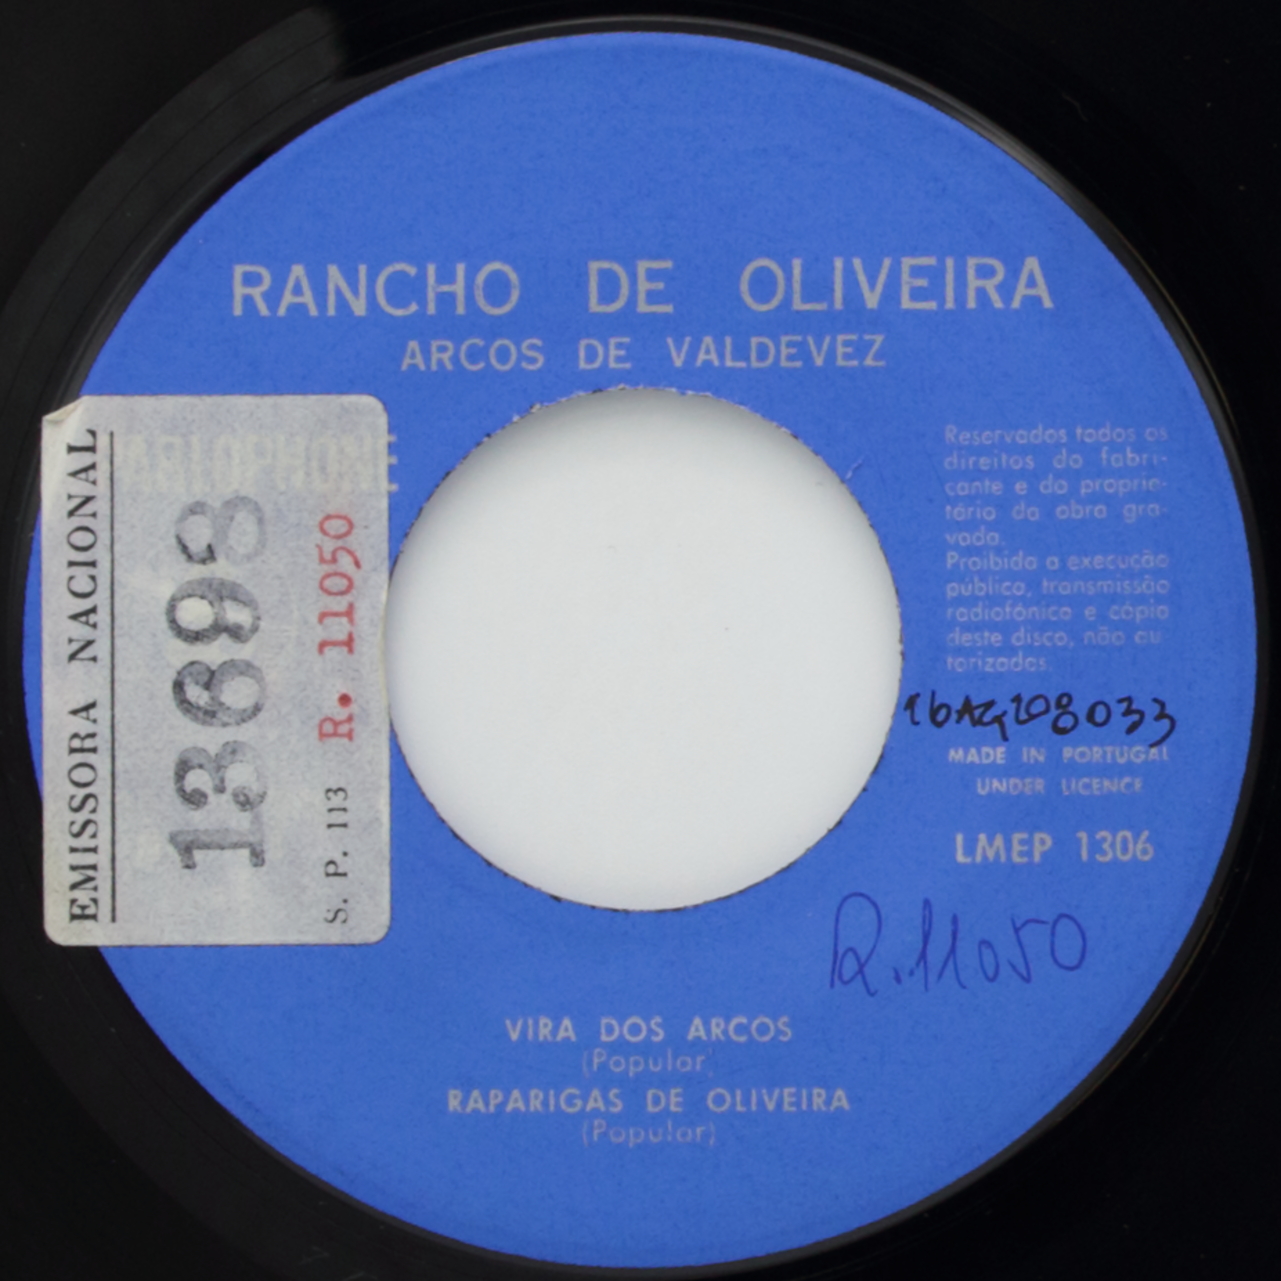 RANCHO DE OLIVEIRA
ARCOS DE VALDEVEZ
EMISSORA NACIONAL
13698
R. 11050
S. P. 113
Reservados todos os
direitos do fabri-
cante e do proprie-
tário da obra gra-
vada.
Proibida a execução
pública, transmissão
radiofónica e cópia
deste disco, não au-
torizadas.
MADE IN PORTUGAL
UNDER LICENCE
LMEP 1306
R.11050
VIRA DOS ARCOS
(Popular)
RAPARIGAS DE OLIVEIRA
(Popular)